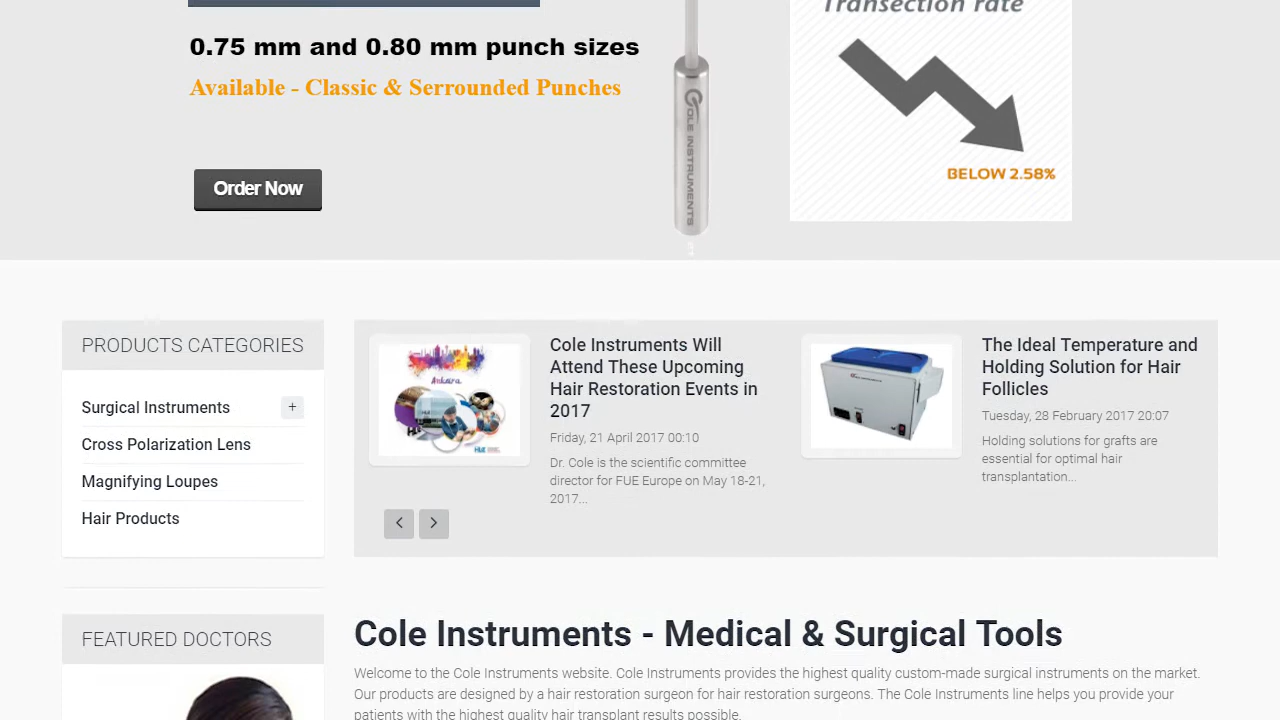 Transection rate
0.75 mm and 0.80 mm punch sizes
Available - Classic & Serrounded Punches
COLE INSTRUMENTS
BELOW 2.58%
Order Now
PRODUCTS CATEGORIES
Surgical Instruments
+
Cross Polarization Lens
Magnifying Loupes
Hair Products
Cole Instruments Will
Attend These Upcoming
Hair Restoration Events in
2017
Friday, 21 April 2017 00:10
Dr. Cole is the scientific committee
director for FUE Europe on May 18-21,
2017...
The Ideal Temperature and
Holding Solution for Hair
Follicles
Tuesday, 28 February 2017 20:07
Holding solutions for grafts are
essential for optimal hair
transplantation...
FEATURED DOCTORS
Cole Instruments - Medical & Surgical Tools
Welcome to the Cole Instruments website. Cole Instruments provides the highest quality custom-made surgical instruments on the market.
Our products are designed by a hair restoration surgeon for hair restoration surgeons. The Cole Instruments line helps you provide your
patients with the highest quality hair transplant results possible.